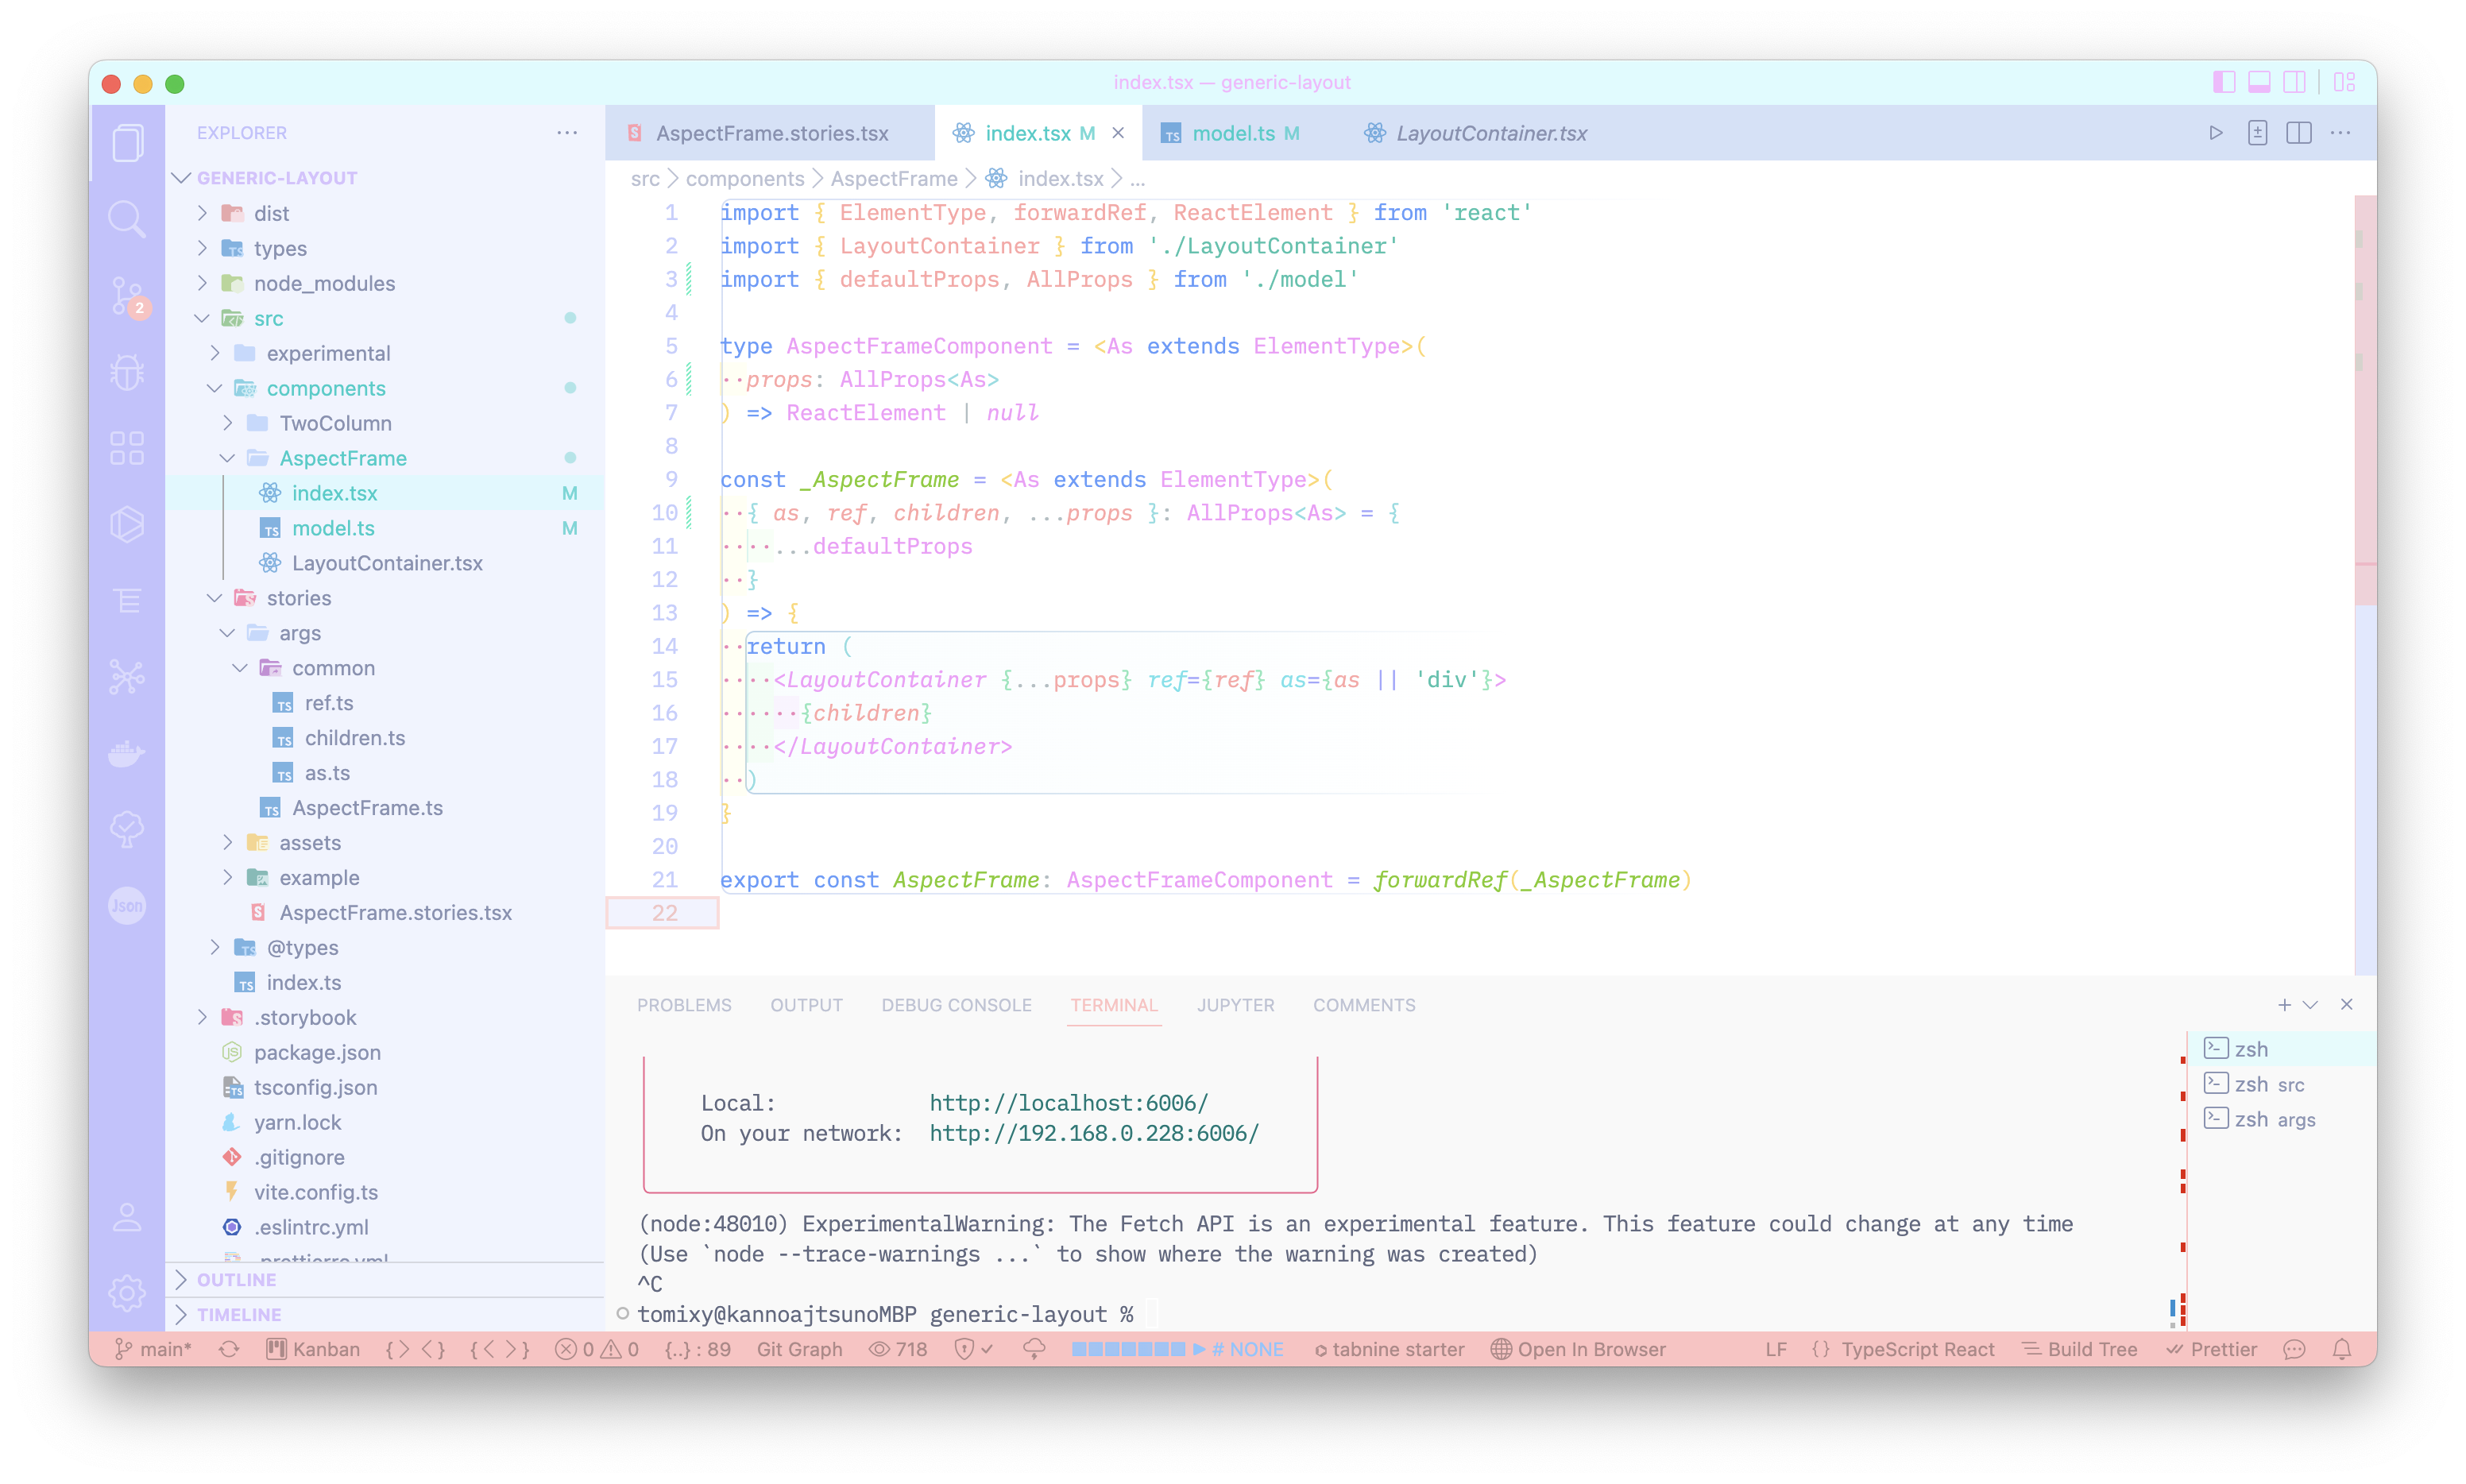 index.tsx — generic-layout
EXPLORER
GENERIC-LAYOUT
dist
types
node_modules
src
experimental
components
TwoColumn
AspectFrame
index.tsx M
model.ts M
LayoutContainer.tsx
stories
args
common
ref.ts
children.ts
as.ts
AspectFrame.ts
assets
example
AspectFrame.stories.tsx
@types
index.ts
.storybook
package.json
tsconfig.json
yarn.lock
.gitignore
vite.config.ts
.eslintrc.yml
.prettierrc.yml
OUTLINE
TIMELINE
2
Json
AspectFrame.stories.tsx index.tsx M model.ts M LayoutContainer.tsx
src > components > AspectFrame > index.tsx > ...
1 import { ElementType, forwardRef, ReactElement } from 'react'
2 import { LayoutContainer } from './LayoutContainer'
3 import { defaultProps, AllProps } from './model'
4
5 type AspectFrameComponent = <As extends ElementType>(
6 ··props: AllProps<As>
7 ) => ReactElement | null
8
9 const _AspectFrame = <As extends ElementType>(
10 ··{ as, ref, children, ...props }: AllProps<As> = {
11 ····...defaultProps
12 ··}
13 ) => {
14 ··return (
15 ····<LayoutContainer {...props} ref={ref} as={as || 'div'}>
16 ······{children}
17 ····</LayoutContainer>
18 ··)
19 }
20
21 export const AspectFrame: AspectFrameComponent = forwardRef(_AspectFrame)
22
PROBLEMS OUTPUT DEBUG CONSOLE TERMINAL JUPYTER COMMENTS
Local: http://localhost:6006/
On your network: http://192.168.0.228:6006/
(node:48010) ExperimentalWarning: The Fetch API is an experimental feature. This feature could change at any time
(Use `node --trace-warnings ...` to show where the warning was created)
^C
tomixy@kannoajtsunoMBP generic-layout %
zsh
zsh src
zsh args
main* Kanban {> <} {< >} 0 0 {..} : 89 Git Graph 718 # NONE tabnine starter Open In Browser LF {} TypeScript React Build Tree Prettier